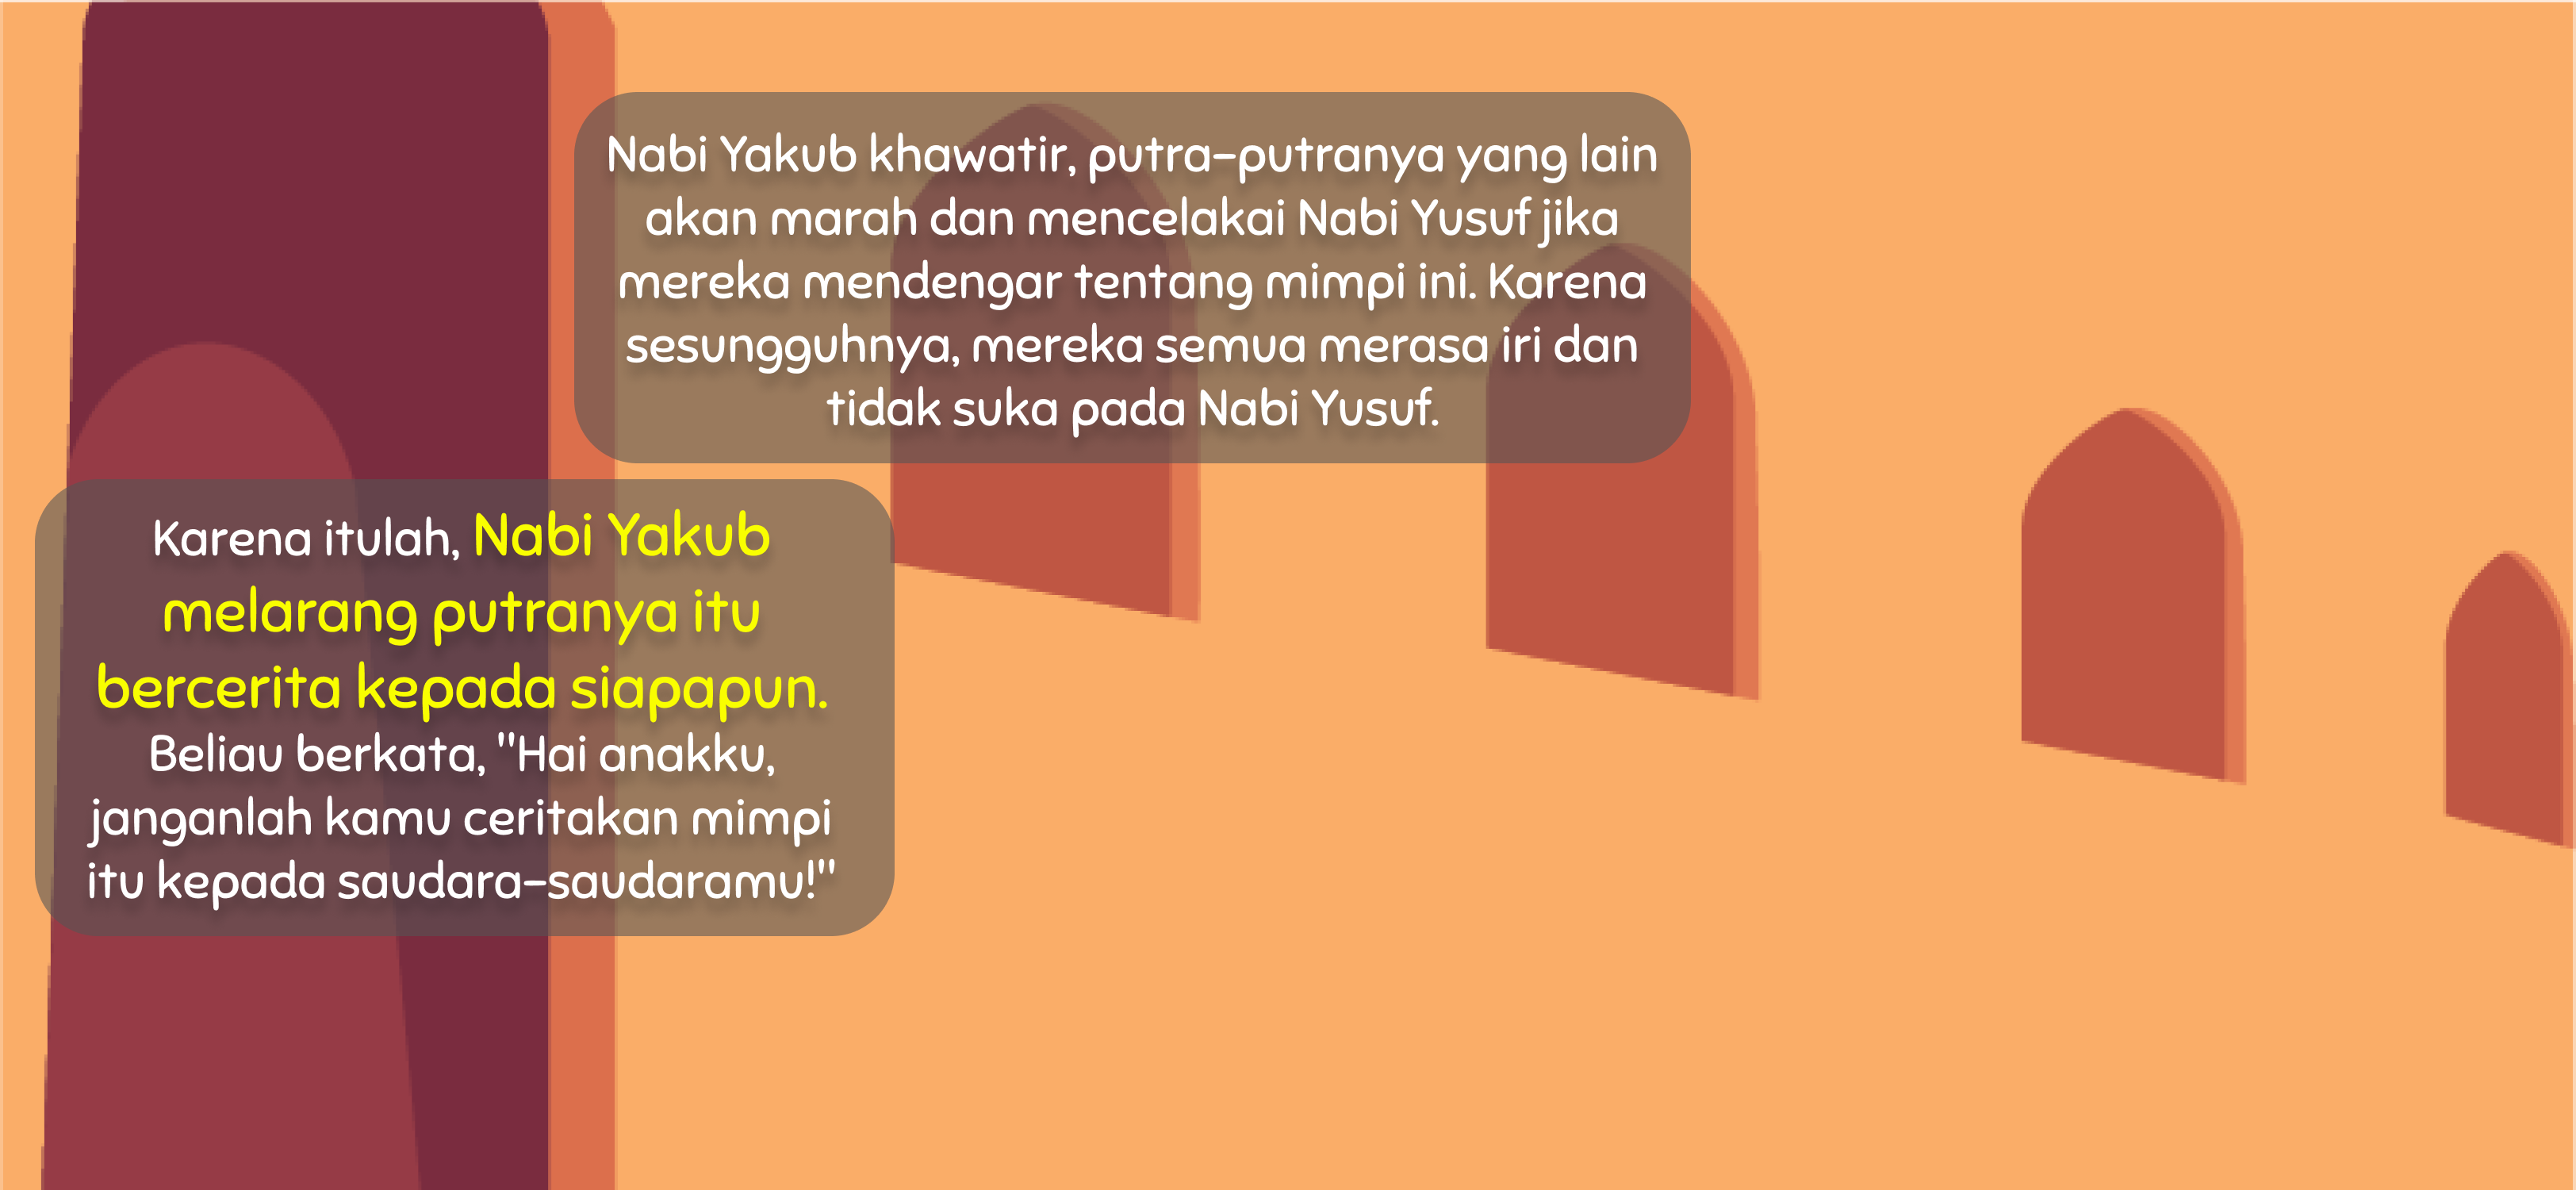 Nabi Yakub khawatir, putra-putranya yang lain
akan marah dan mencelakai Nabi Yusuf jika
mereka mendengar tentang mimpi ini. Karena
sesungguhnya, mereka semua merasa iri dan
tidak suka pada Nabi Yusuf.
Karena itulah, Nabi Yakub
melarang putranya itu
bercerita kepada siapapun.
Beliau berkata, "Hai anakku,
janganlah kamu ceritakan mimpi
itu kepada saudara-saudaramu!"